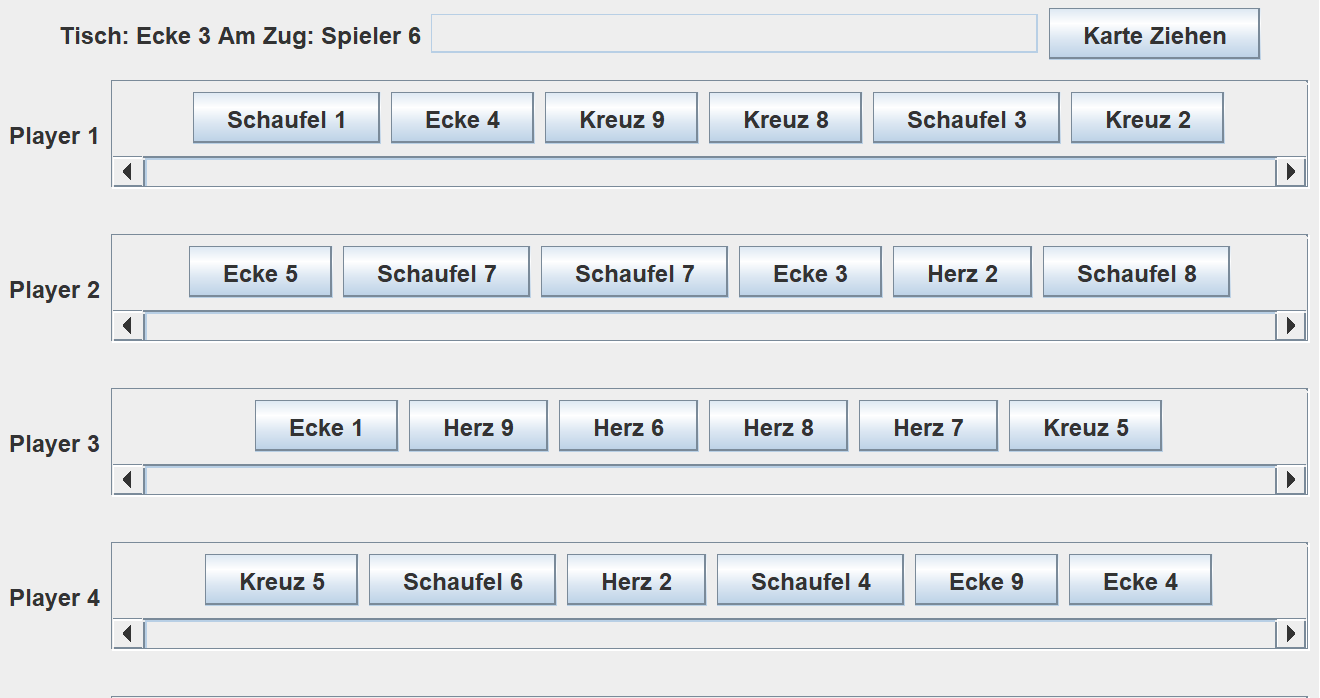 Tisch: Ecke 3 Am Zug: Spieler 6 Karte Ziehen
Player 1 Schaufel 1 Ecke 4 Kreuz 9 Kreuz 8 Schaufel 3 Kreuz 2
Player 2 Ecke 5 Schaufel 7 Schaufel 7 Ecke 3 Herz 2 Schaufel 8
Player 3 Ecke 1 Herz 9 Herz 6 Herz 8 Herz 7 Kreuz 5
Player 4 Kreuz 5 Schaufel 6 Herz 2 Schaufel 4 Ecke 9 Ecke 4